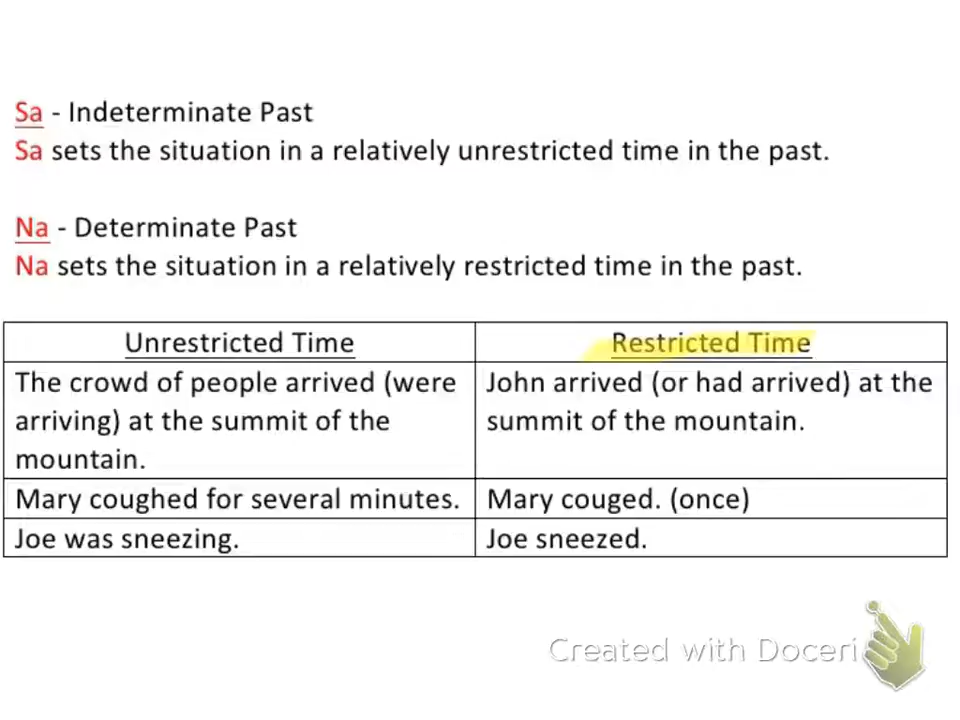 Sa - Indeterminate Past
Sa sets the situation in a relatively unrestricted time in the past.
Na - Determinate Past
Na sets the situation in a relatively restricted time in the past.
Unrestricted Time
Restricted Time
The crowd of people arrived (were
arriving) at the summit of the
mountain.
John arrived (or had arrived) at the
summit of the mountain.
Mary coughed for several minutes.
Mary couged. (once)
Joe was sneezing.
Joe sneezed.
Created with Doceri